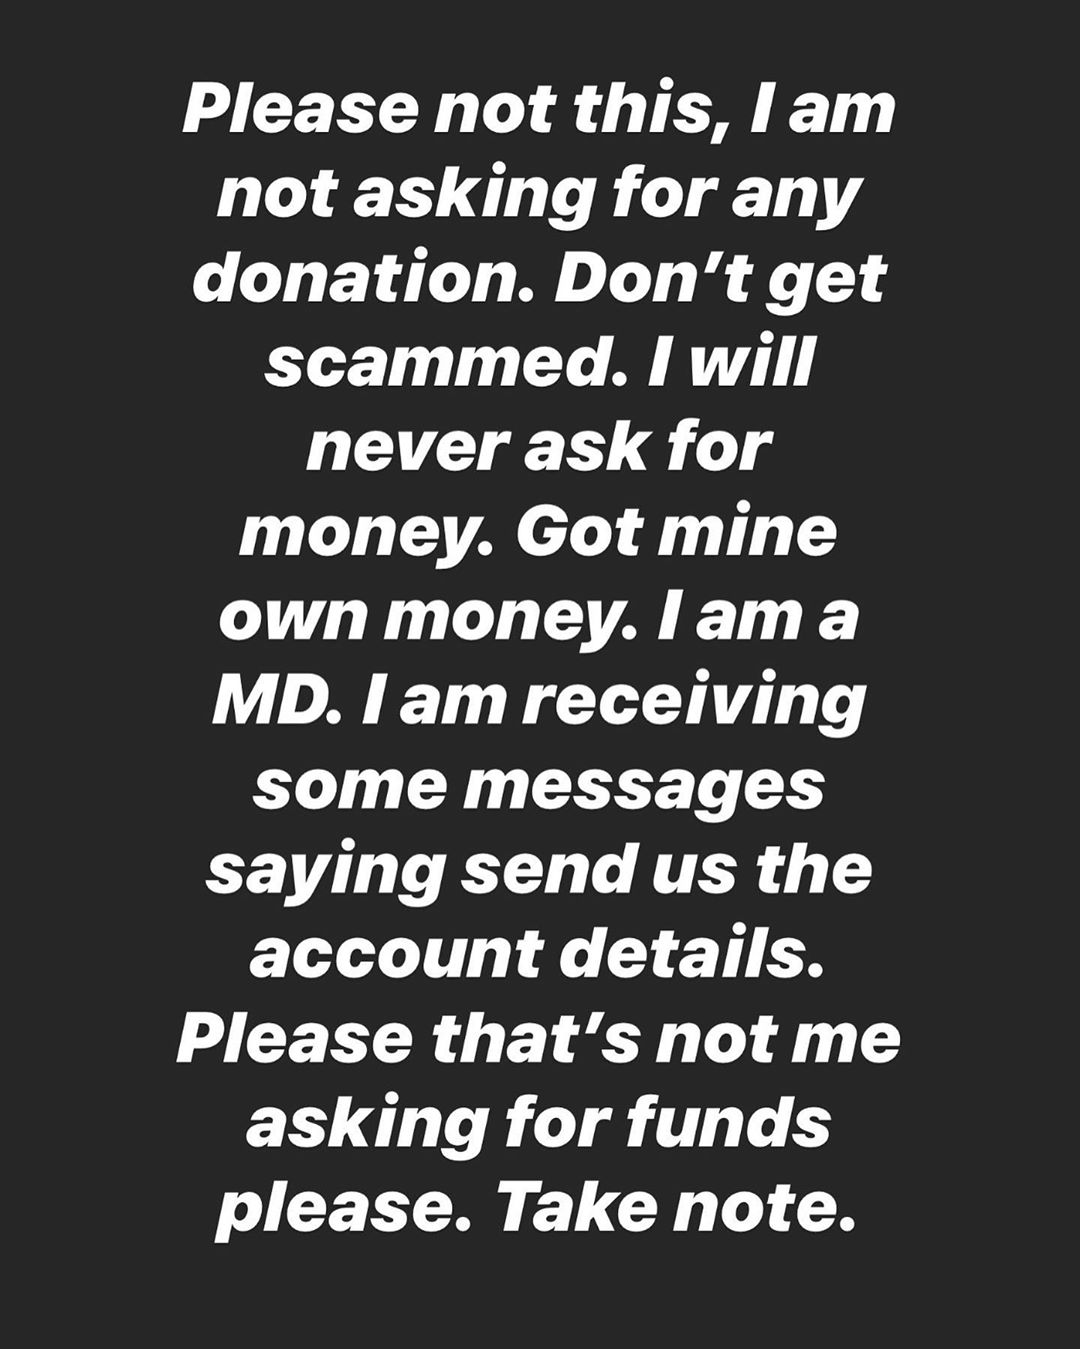 Please not this, I am
not asking for any
donation. Don’t get
scammed. I will
never ask for
money. Got mine
own money. I am a
MD. I am receiving
some messages
saying send us the
account details.
Please that’s not me
asking for funds
please. Take note.